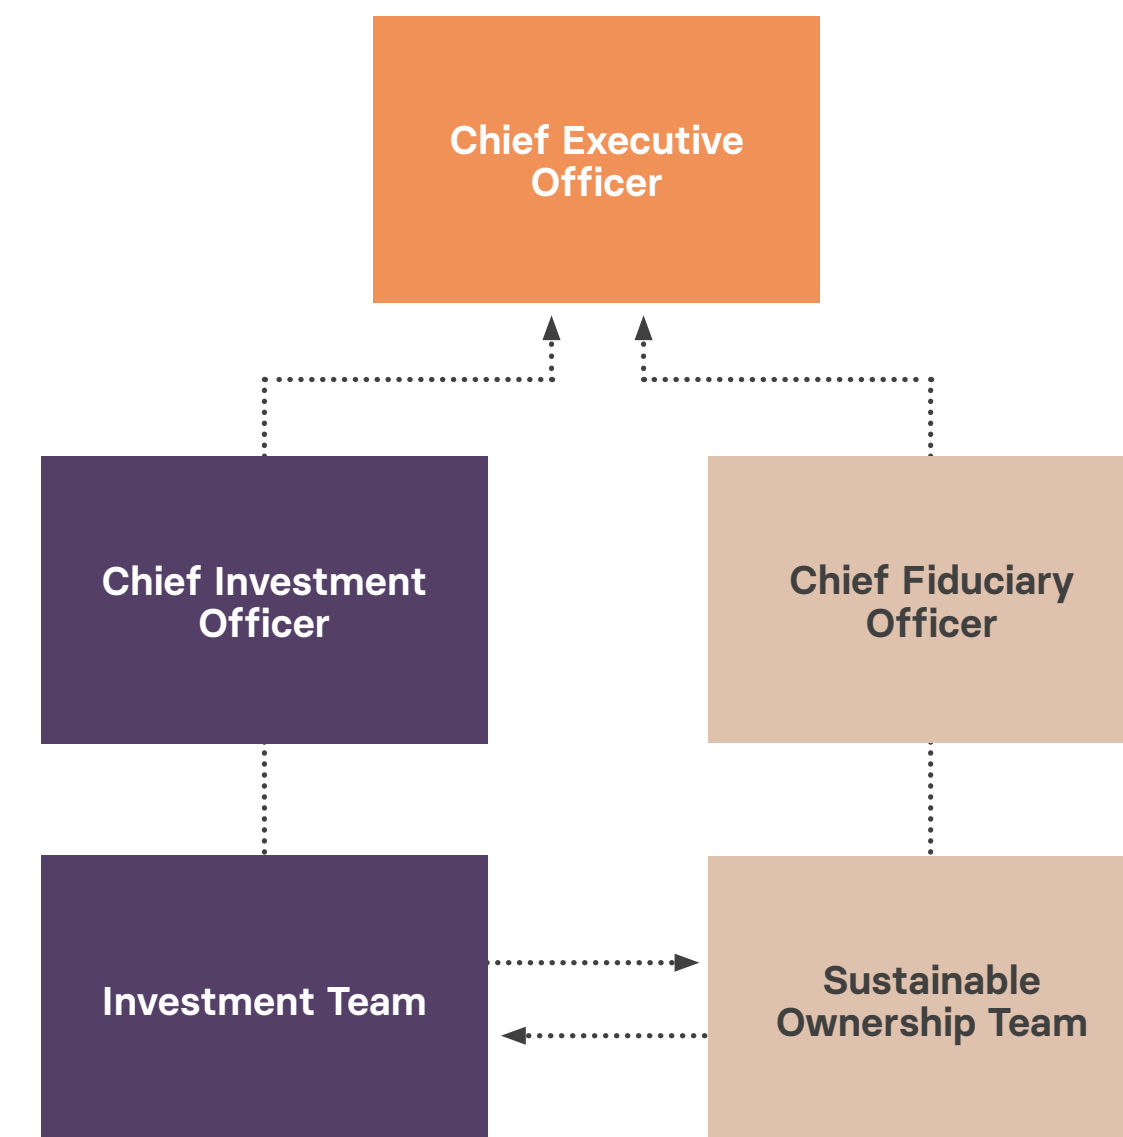 Chief Executive
Officer
Chief Investment
Officer
Chief Fiduciary
Officer
Investment Team
Sustainable
Ownership Team